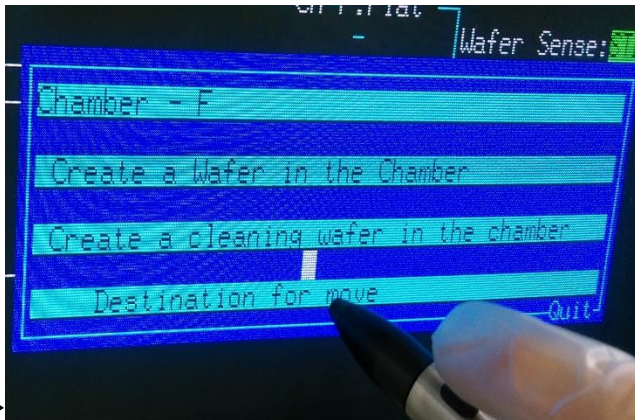 Wafer Sense:
Chamber - F
Create a Wafer in the Chamber
Create a cleaning wafer in the chamber
Destination for move
Quit